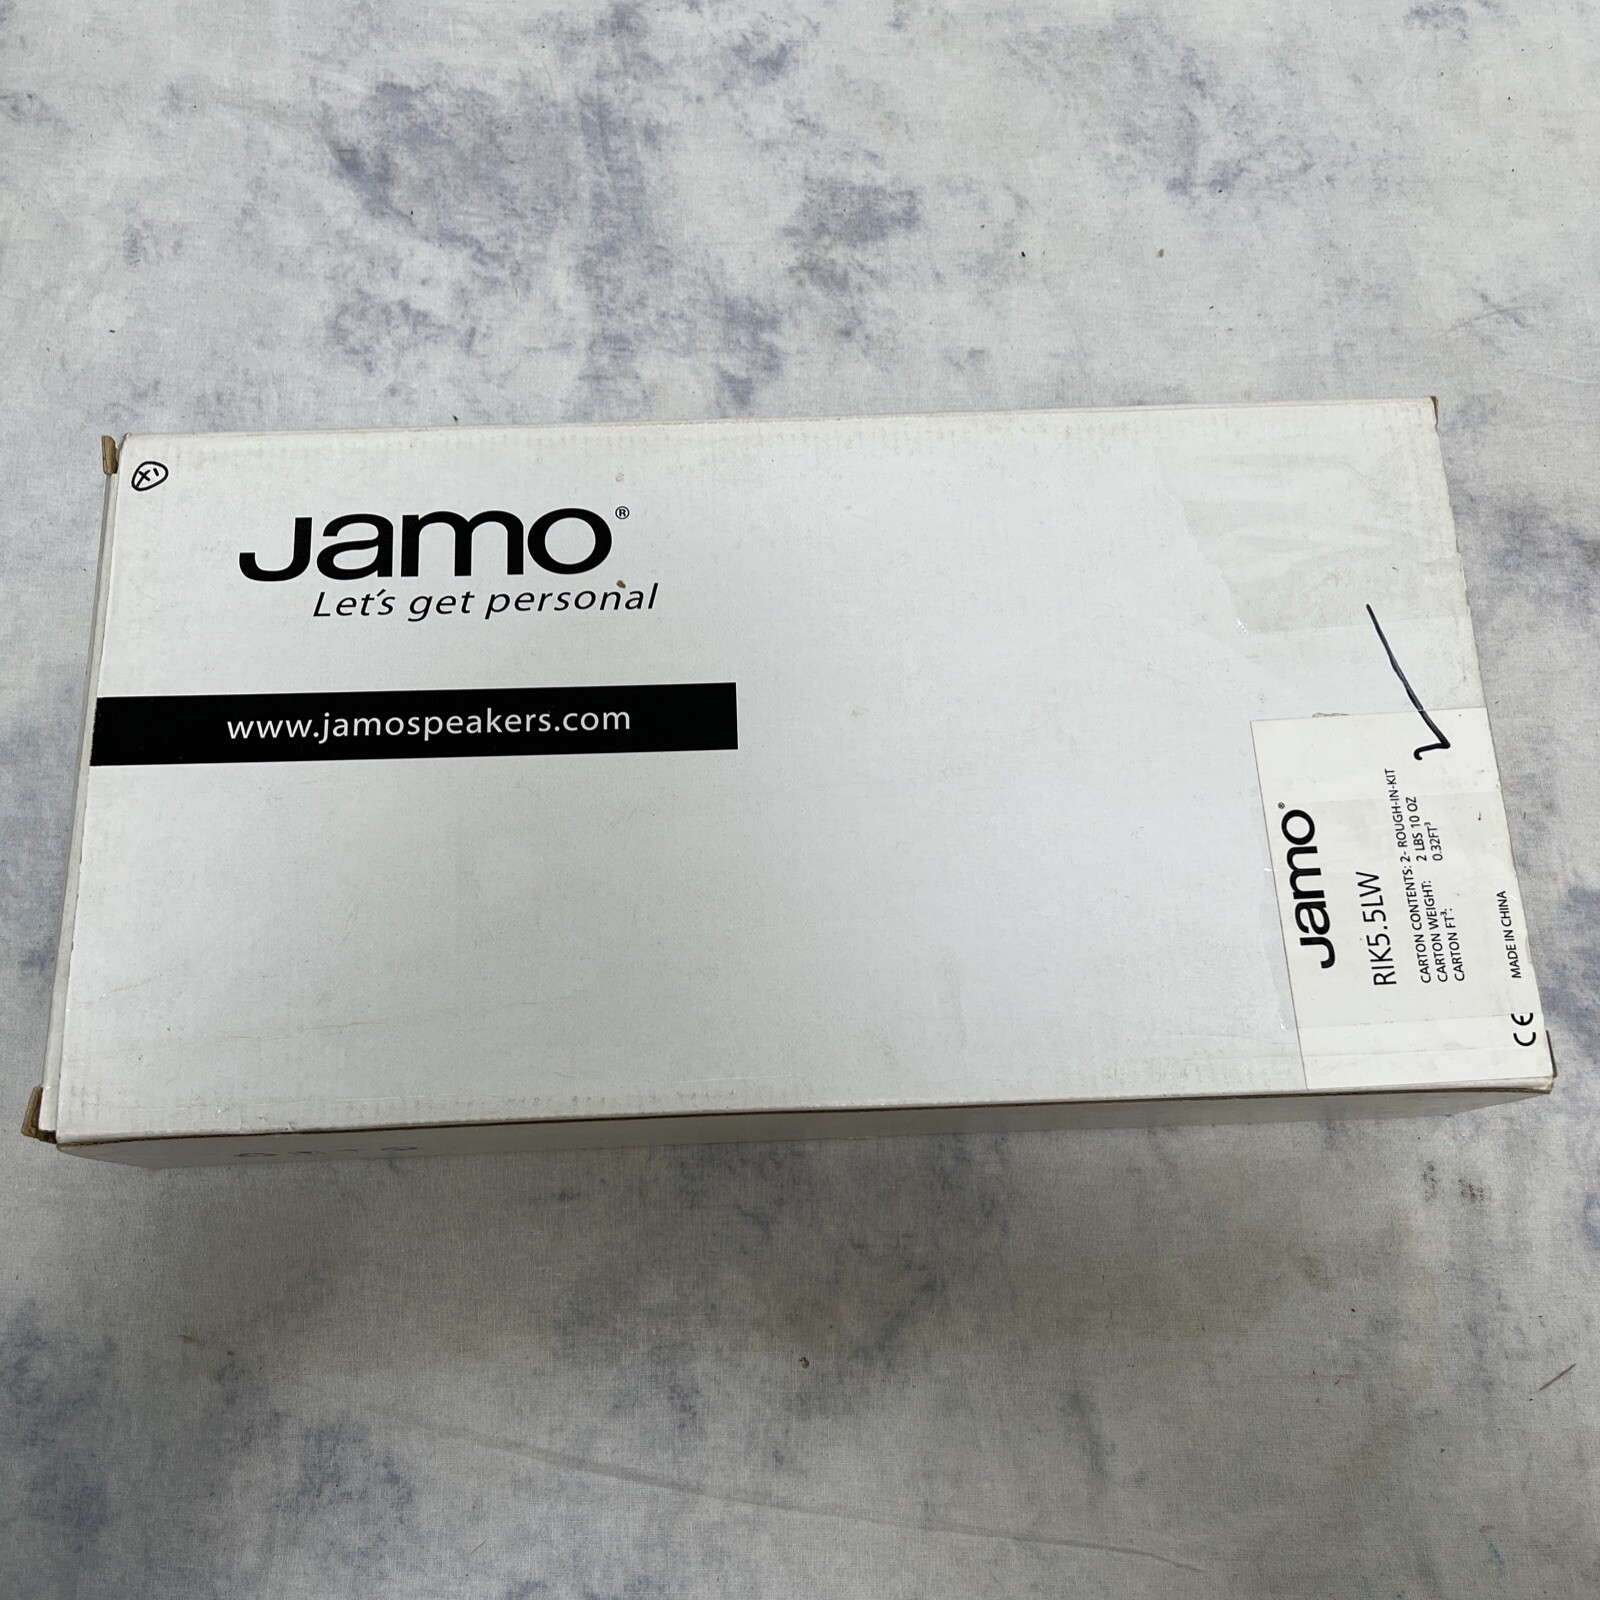 X1
Jamo®
Let's get personal
www.jamospeakers.com
Jamo®
RIK5.5LW
CARTON CONTENTS: 2- ROUGH-IN-KIT
CARTON WEIGHT: 2 LBS 10 OZ
CARTON FT³: 0.32FT³
CE MADE IN CHINA